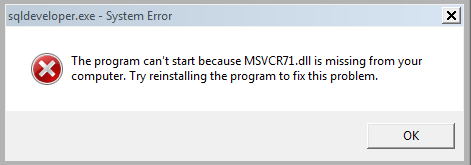 sqldeveloper.exe - System Error
The program can't start because MSVCR71.dll is missing from your
computer. Try reinstalling the program to fix this problem.
OK